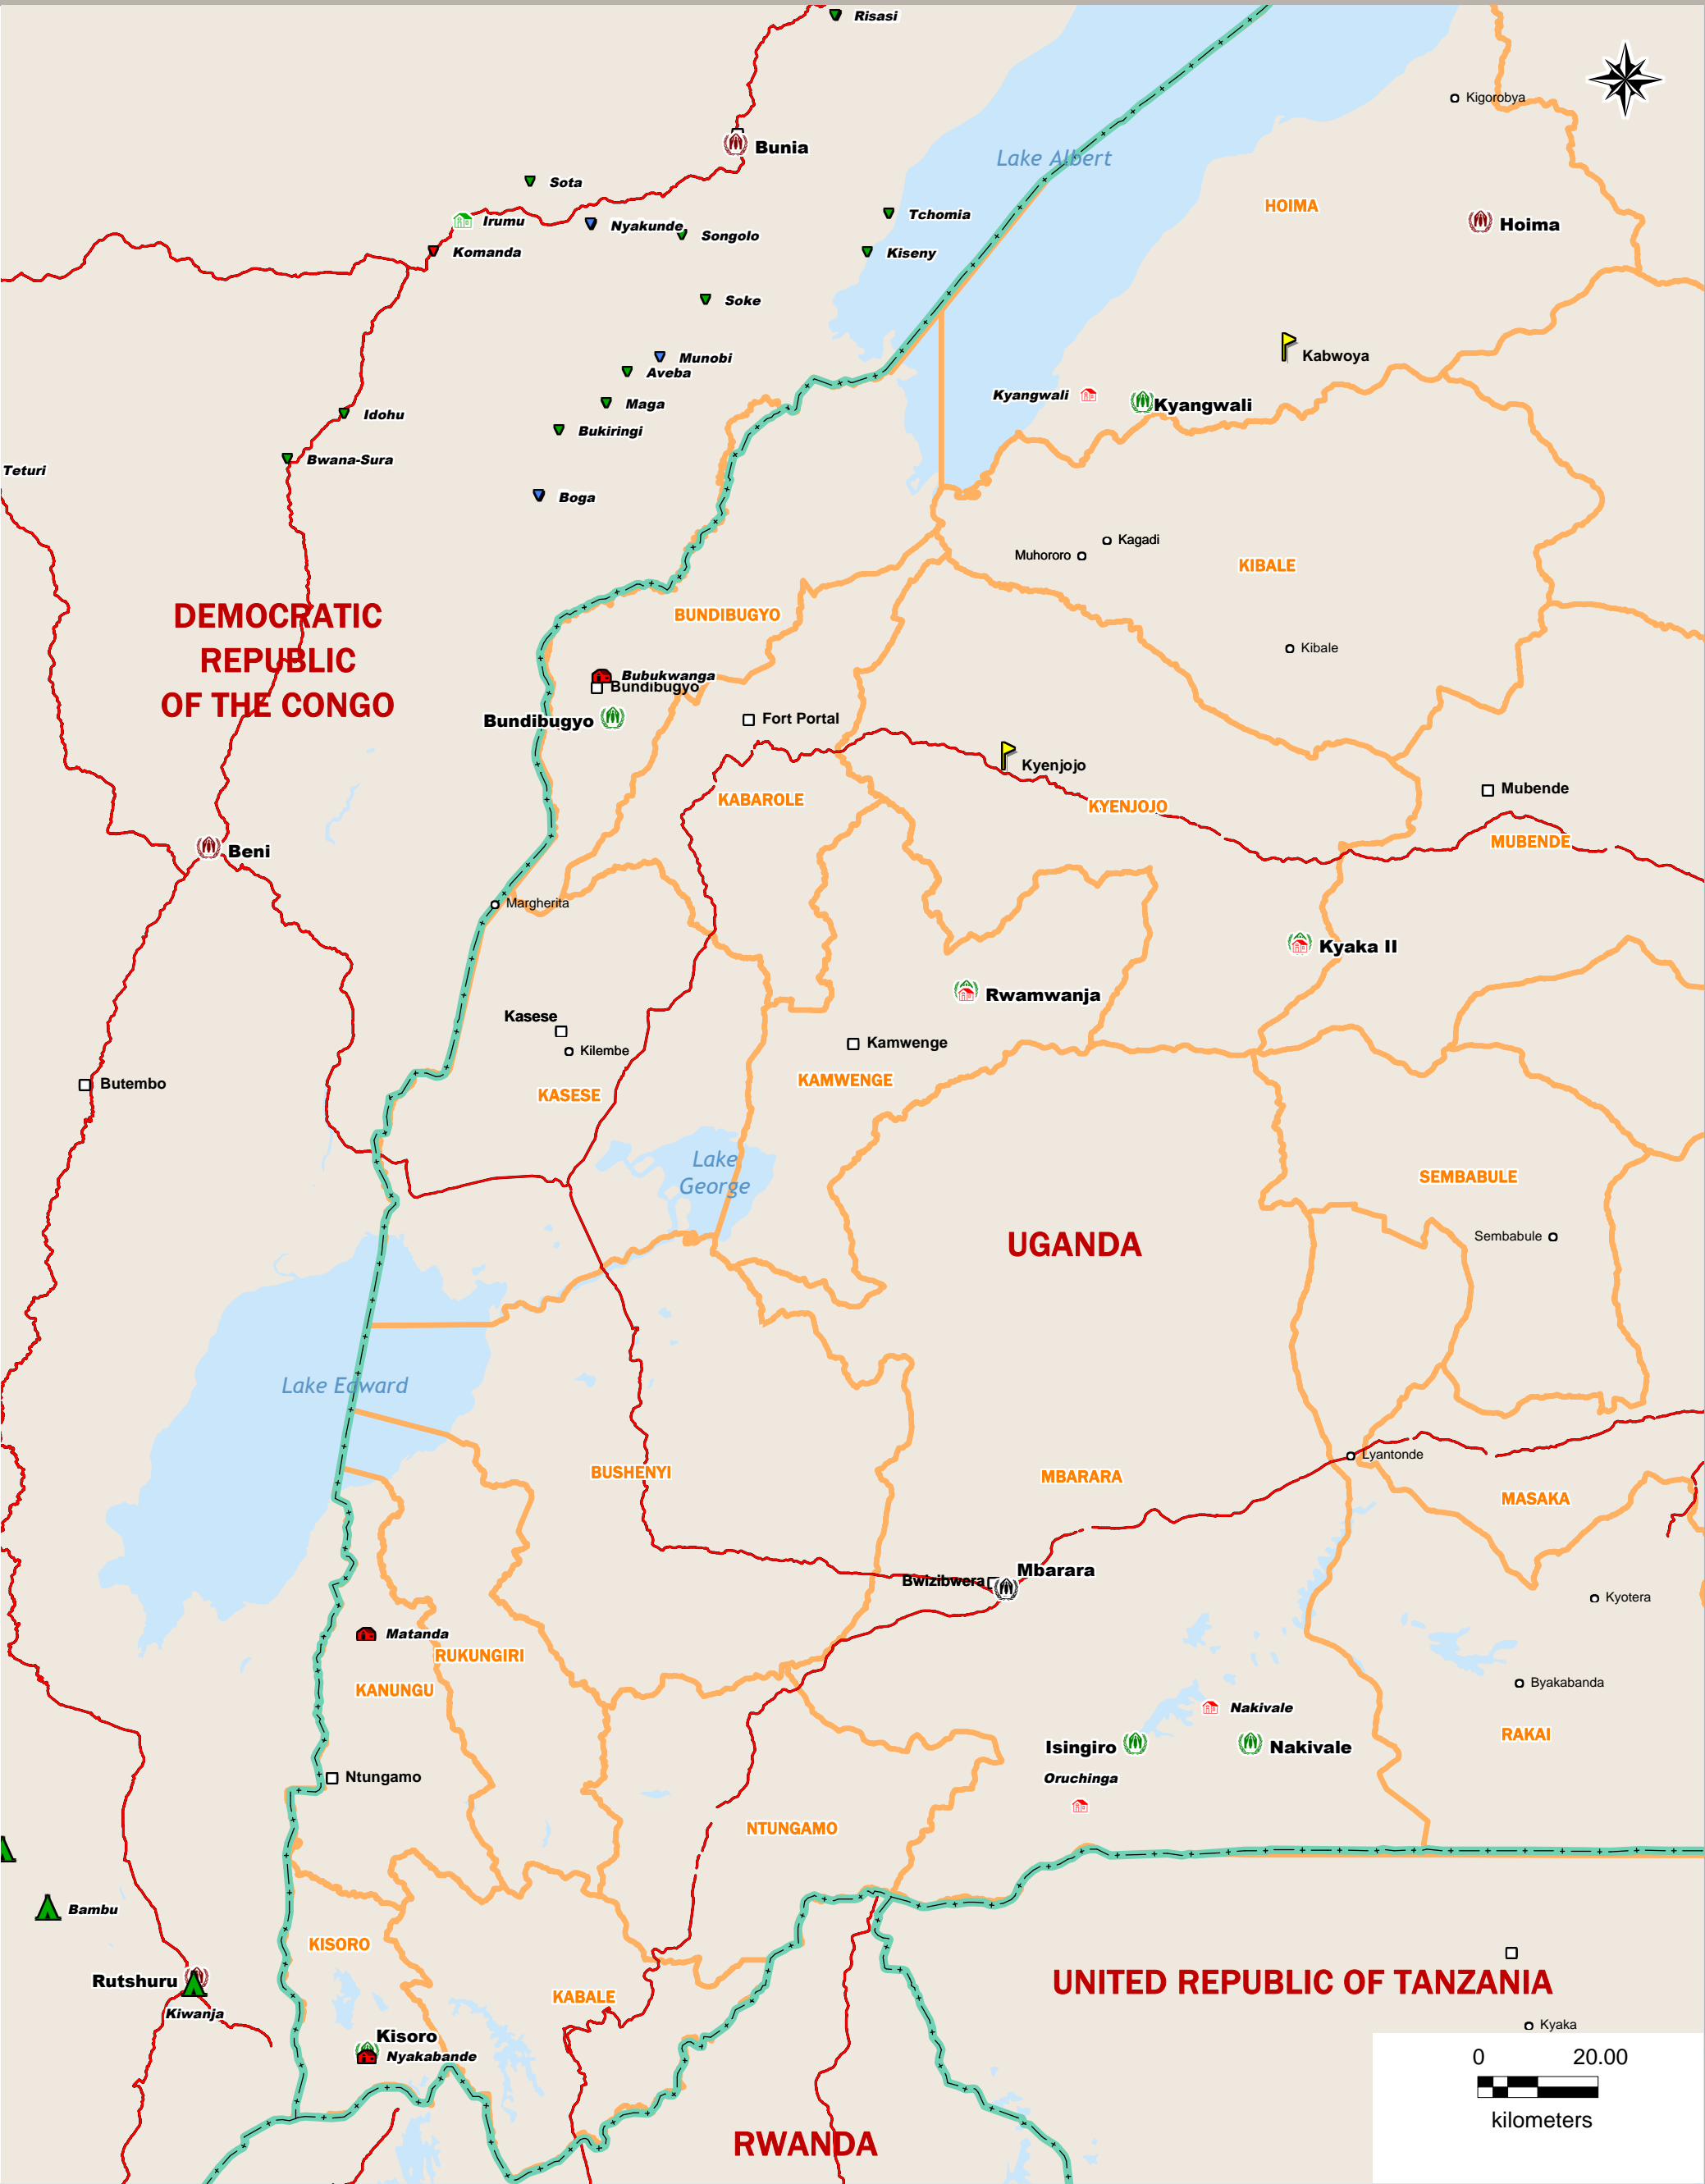 Risasi
Kigorobya
Bunia
Lake Albert
Sota
HOIMA
Tchomia
Irumu
Nyakunde
Hoima
Songolo
Komanda
Kiseny
Soke
Munobi
Kabwoya
Aveba
Kyangwali
Maga
Kyangwali
Idohu
Bukiringi
Bwana-Sura
Teturi
Boga
Kagadi
Muhororo
KIBALE
DEMOCRATIC
REPUBLIC
OF THE CONGO
BUNDIBUGYO
Kibale
Bubukwanga
Bundibugyo
Bundibugyo
Fort Portal
Kyenjojo
Mubende
KABAROLE
KYENJOJO
MUBENDE
Beni
Margherita
Kyaka II
Rwamwanja
Kasese
Kilembe
Kamwenge
Butembo
KAMWENGE
KASESE
Lake
George
SEMBABULE
Sembabule
UGANDA
Lake Edward
Lyantonde
BUSHENYI
MBARARA
MASAKA
Mbarara
Bwizibwera
Kyotera
Matanda
RUKUNGIRI
Byakabanda
KANUNGU
Nakivale
RAKAI
Isingiro
Nakivale
Ntungamo
Oruchinga
NTUNGAMO
Bambu
KISORO
Rutshuru
UNITED REPUBLIC OF TANZANIA
KABALE
Kiwanja
Kyaka
Kisoro
Nyakabande
0 20.00
kilometers
RWANDA